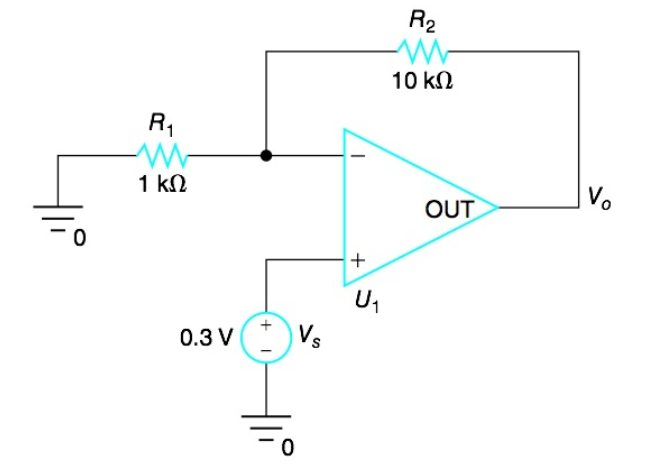 R2
10 kΩ
R1
1 kΩ
−
OUT
Vo
0
+
U1
0.3 V
+
−
Vs
0